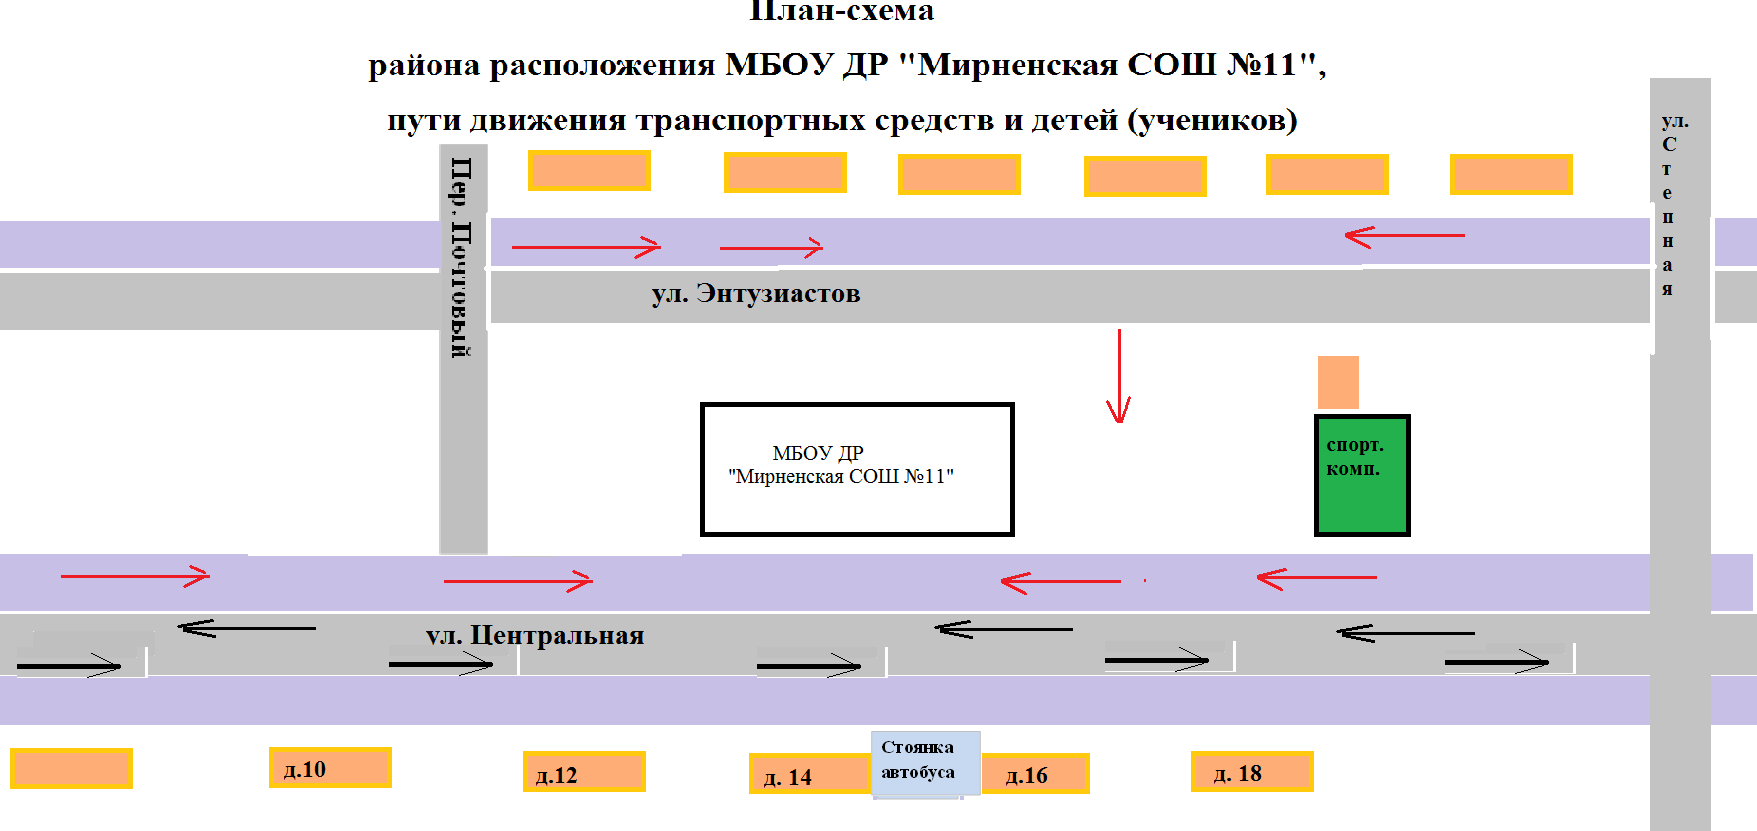 План-схема
района расположения МБОУ ДР "Мирненская СОШ №11",
пути движения транспортных средств и детей (учеников)
Пер. Почтовый
ул.
С
т
е
п
н
а
я
ул. Энтузиастов
МБОУ ДР
"Мирненская СОШ №11"
спорт.
комп.
ул. Центральная
д.10
д.12
д. 14
Стоянка
автобуса
д.16
д. 18